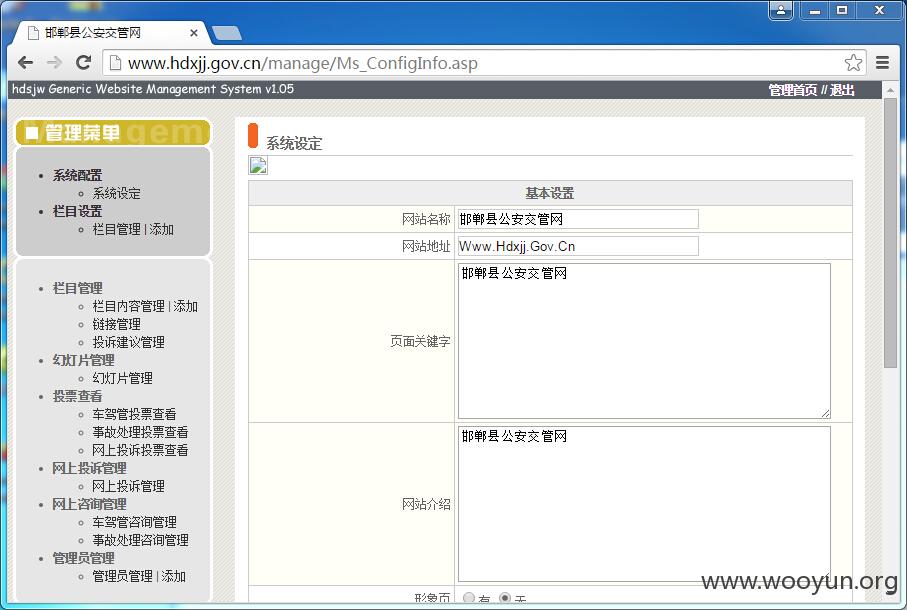 邯郸县公安交管网
www.hdxjj.gov.cn/manage/Ms_ConfigInfo.asp
hdsjw Generic Website Management System v1.05
管理首页 // 退出
管理菜单
系统配置
系统设定
栏目设置
栏目管理 | 添加
栏目管理
栏目内容管理 | 添加
链接管理
投诉建议管理
幻灯片管理
幻灯片管理
投票查看
车驾管投票查看
事故处理投票查看
网上投诉投票查看
网上投诉管理
网上投诉管理
网上咨询管理
车驾管咨询管理
事故处理咨询管理
管理员管理
管理员管理 | 添加
系统设定
基本设置
网站名称 邯郸县公安交管网
网站地址 Www.Hdxjj.Gov.Cn
页面关键字 邯郸县公安交管网
网站介绍 邯郸县公安交管网
形象页 有 无
www.wooyun.org